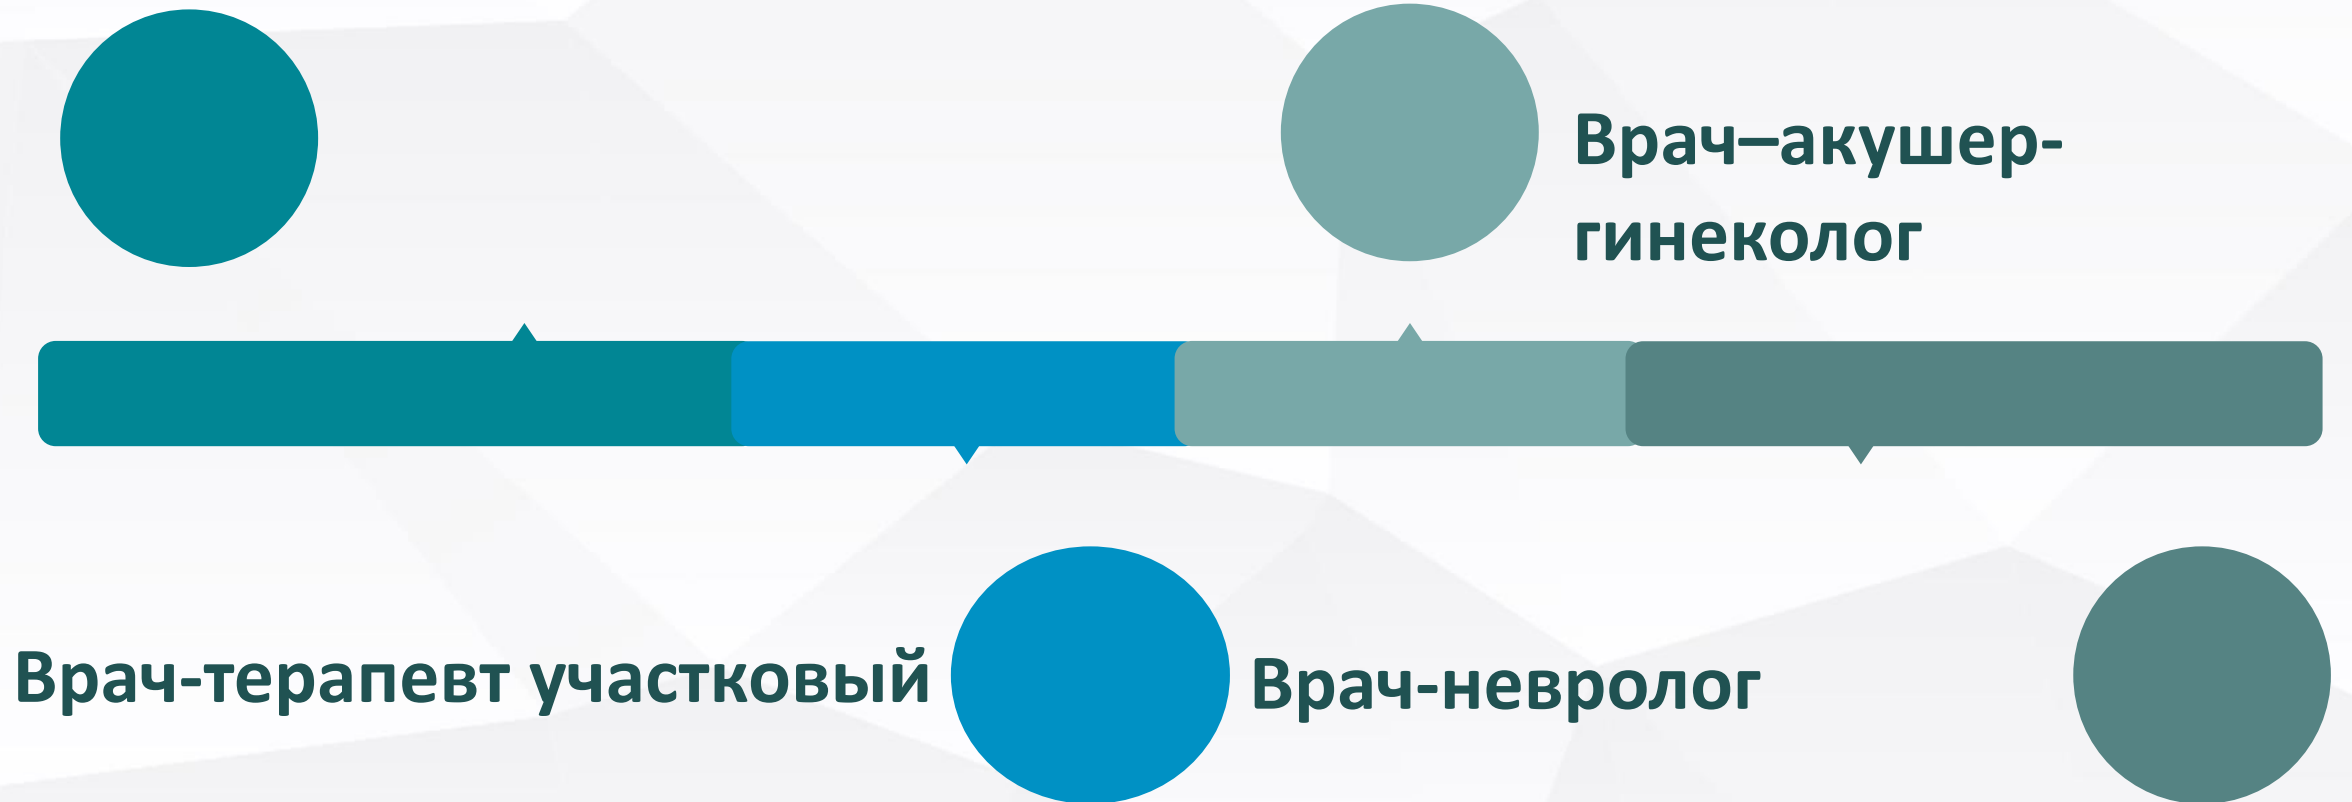 Врач–акушер-
гинеколог
Врач-терапевт участковый
Врач-невролог